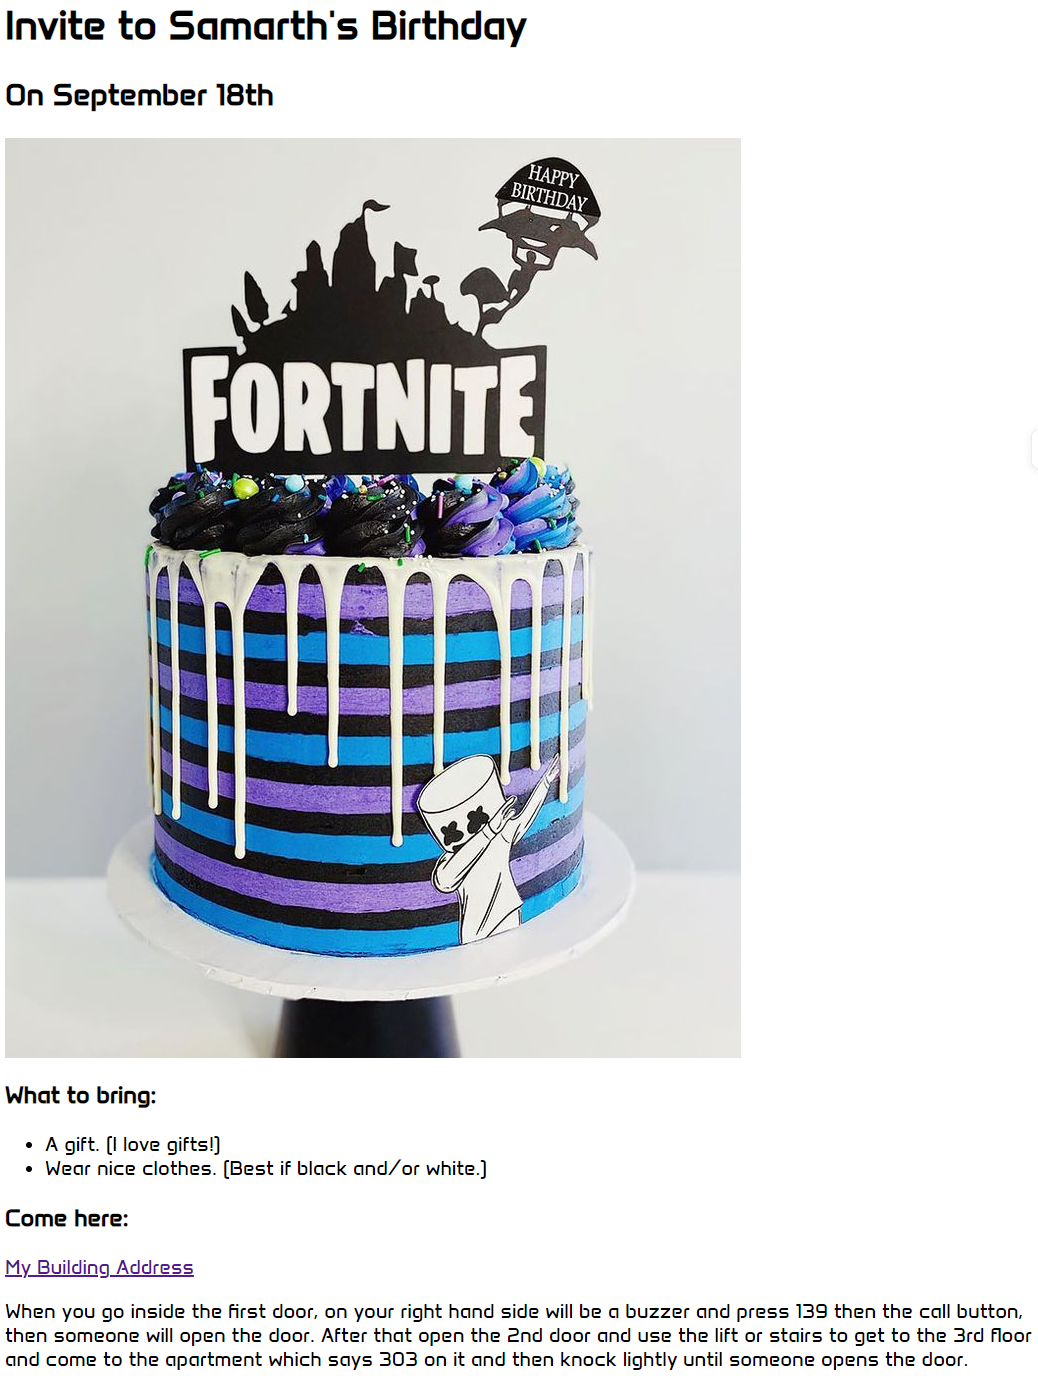 Invite to Samarth's Birthday
On September 18th
HAPPY
BIRTHDAY
FORTNITE
What to bring:
• A gift. (I love gifts!)
• Wear nice clothes. (Best if black and/or white.)
Come here:
My Building Address
When you go inside the first door, on your right hand side will be a buzzer and press 139 then the call button,
then someone will open the door. After that open the 2nd door and use the lift or stairs to get to the 3rd floor
and come to the apartment which says 303 on it and then knock lightly until someone opens the door.